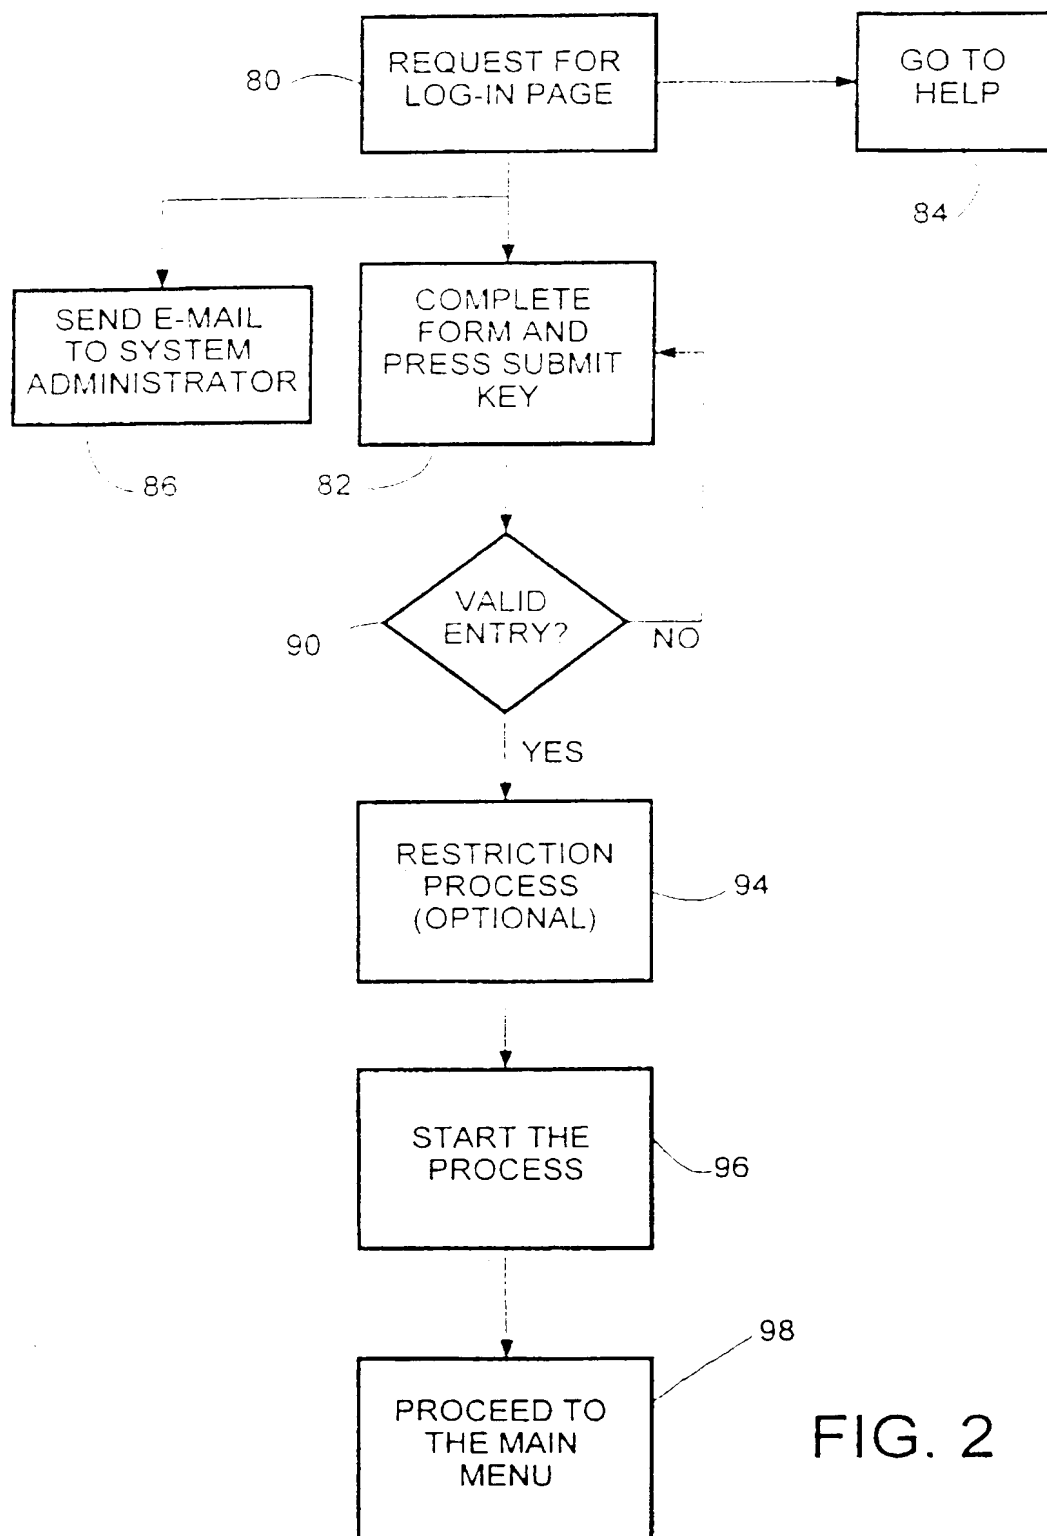 REQUEST FOR
LOG-IN PAGE
80
GO TO
HELP
84
SEND E-MAIL
TO SYSTEM
ADMINISTRATOR
86
COMPLETE
FORM AND
PRESS SUBMIT
KEY
82
VALID
ENTRY?
90
NO
YES
RESTRICTION
PROCESS
(OPTIONAL)
94
START THE
PROCESS
96
PROCEED TO
THE MAIN
MENU
98
FIG. 2